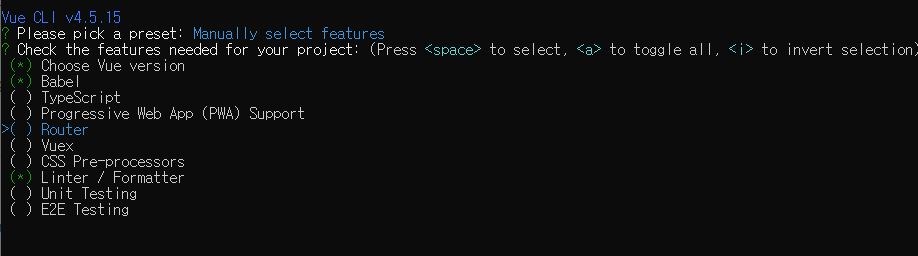 Vue CLI v4.5.15
? Please pick a preset: Manually select features
? Check the features needed for your project: (Press <space> to select, <a> to toggle all, <i> to invert selection)
(*) Choose Vue version
(*) Babel
( ) TypeScript
( ) Progressive Web App (PWA) Support
>( ) Router
( ) Vuex
( ) CSS Pre-processors
(*) Linter / Formatter
( ) Unit Testing
( ) E2E Testing